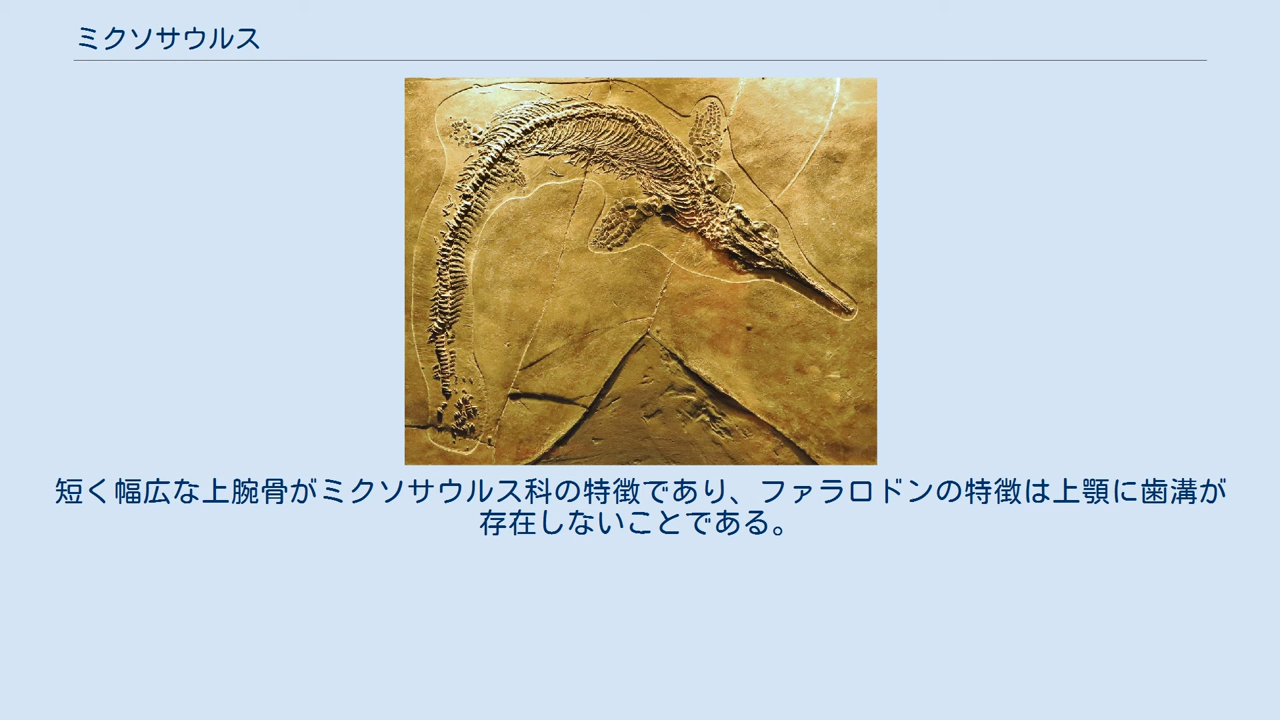 ミクソサウルス
短く幅広な上腕骨がミクソサウルス科の特徴であり、ファラロドンの特徴は上顎に歯溝が
存在しないことである。